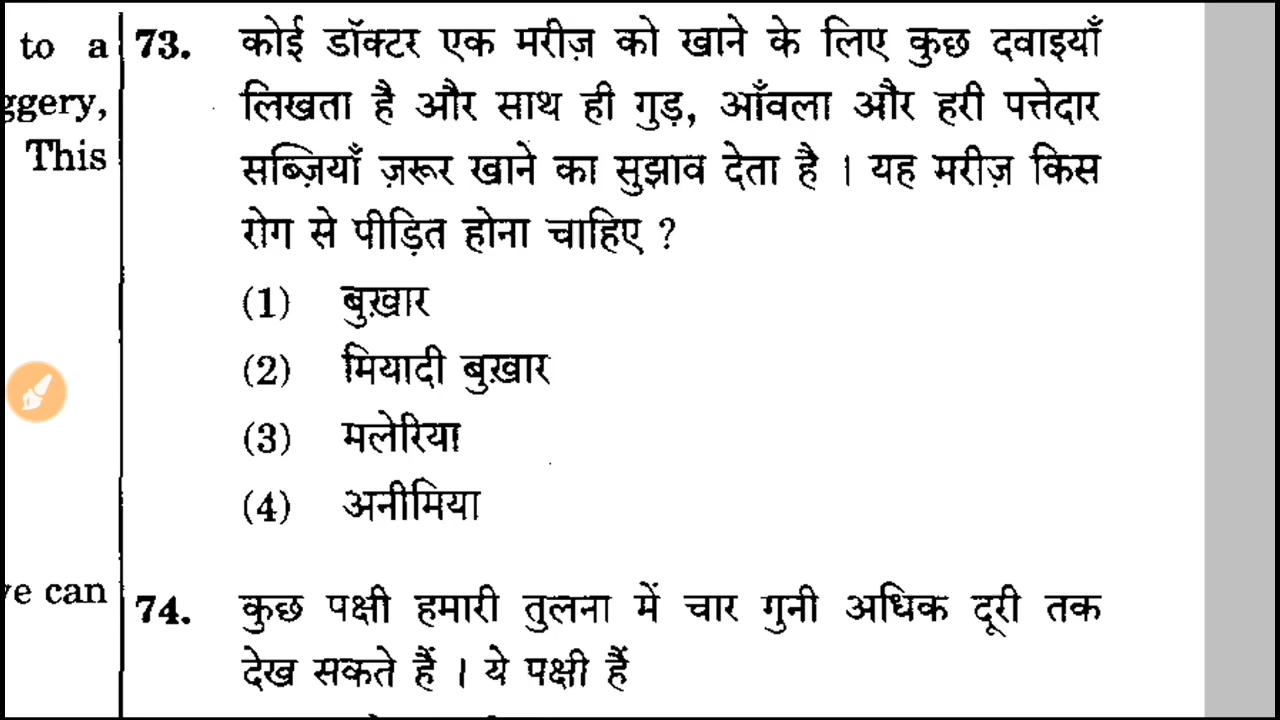 to a
ggery,
This
ve can
73. कोई डॉक्टर एक मरीज़ को खाने के लिए कुछ दवाइयाँ
लिखता है और साथ ही गुड़, आँवला और हरी पत्तेदार
सब्ज़ियाँ ज़रूर खाने का सुझाव देता है । यह मरीज़ किस
रोग से पीड़ित होना चाहिए ?
(1) बुख़ार
(2) मियादी बुख़ार
(3) मलेरिया
(4) अनीमिया
74. कुछ पक्षी हमारी तुलना में चार गुनी अधिक दूरी तक
देख सकते हैं । ये पक्षी हैं